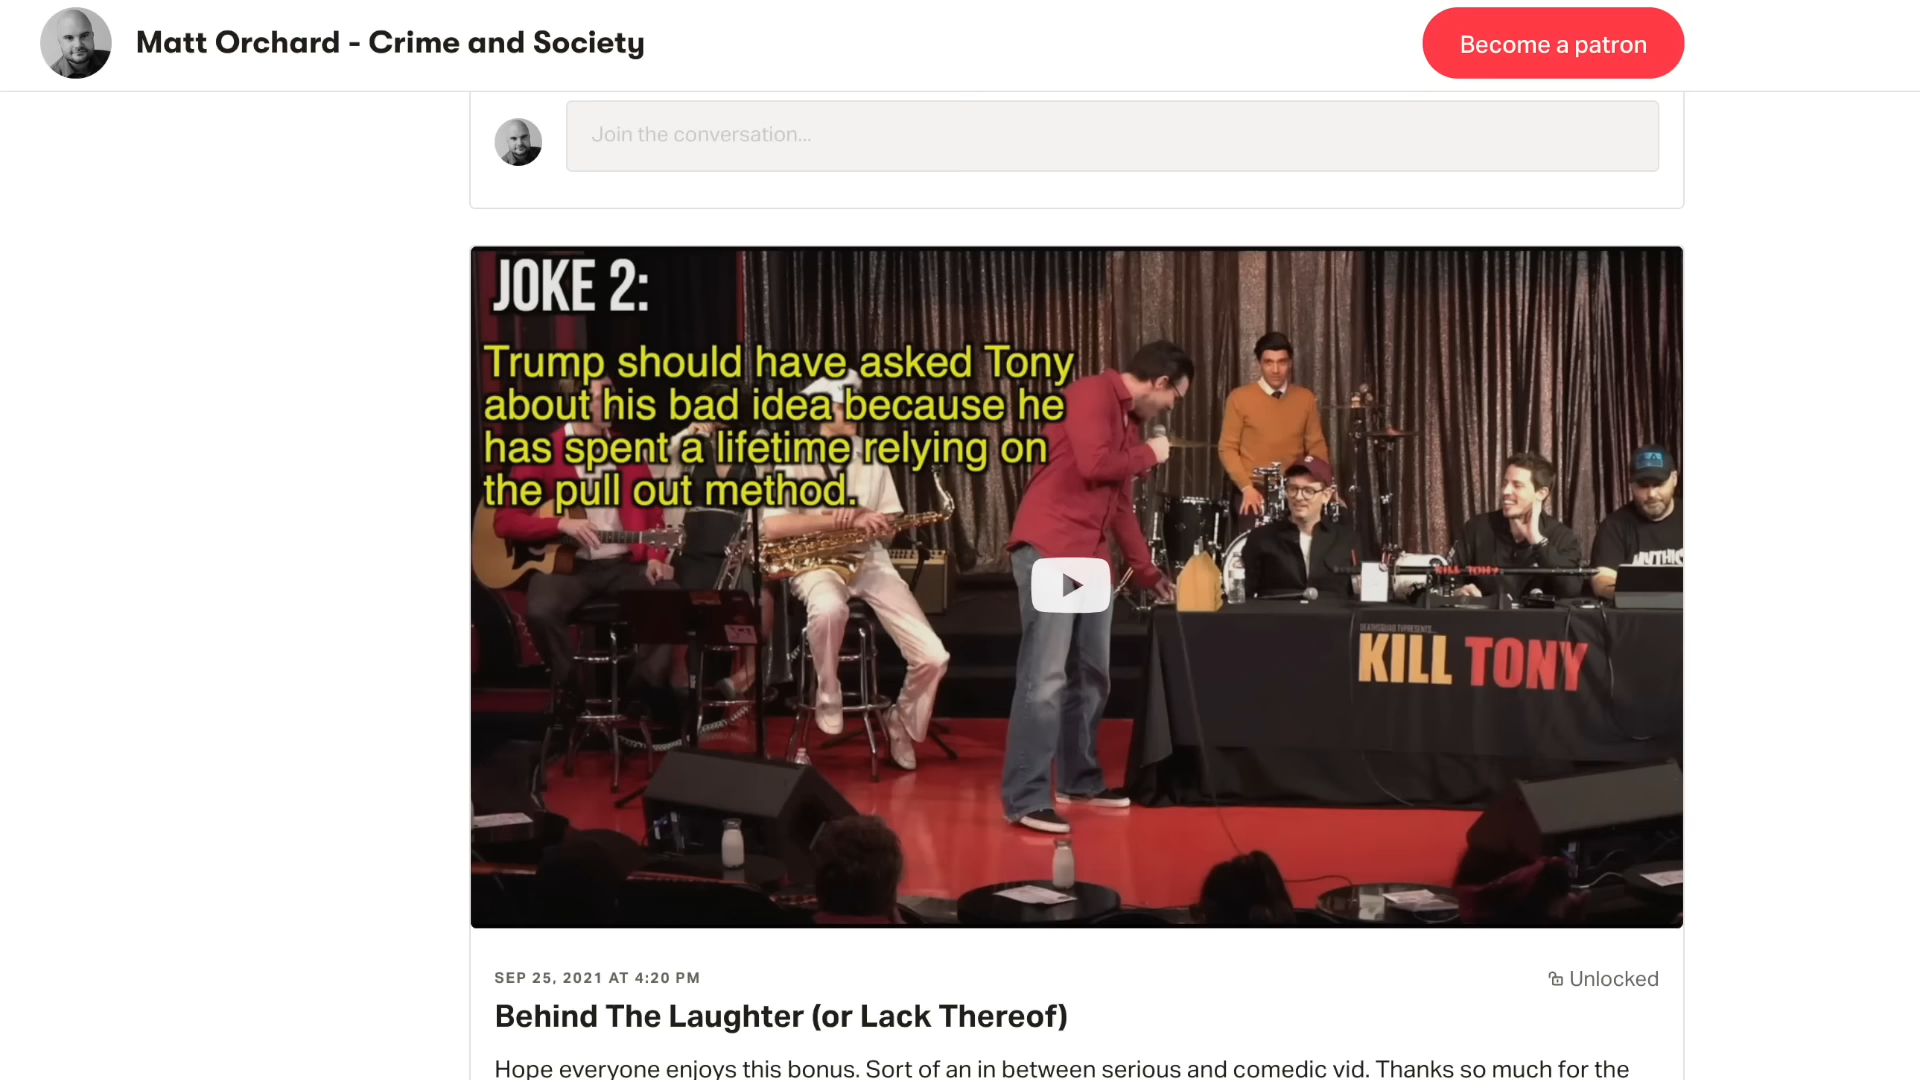 Matt Orchard - Crime and Society
Become a patron
Join the conversation...
JOKE 2:
Trump should have asked Tony
about his bad idea because he
has spent a lifetime relying on
the pull out method.
KILL TONY
SEP 25, 2021 AT 4:20 PM
Unlocked
Behind The Laughter (or Lack Thereof)
Hope everyone enjoys this bonus. Sort of an in between serious and comedic vid. Thanks so much for the